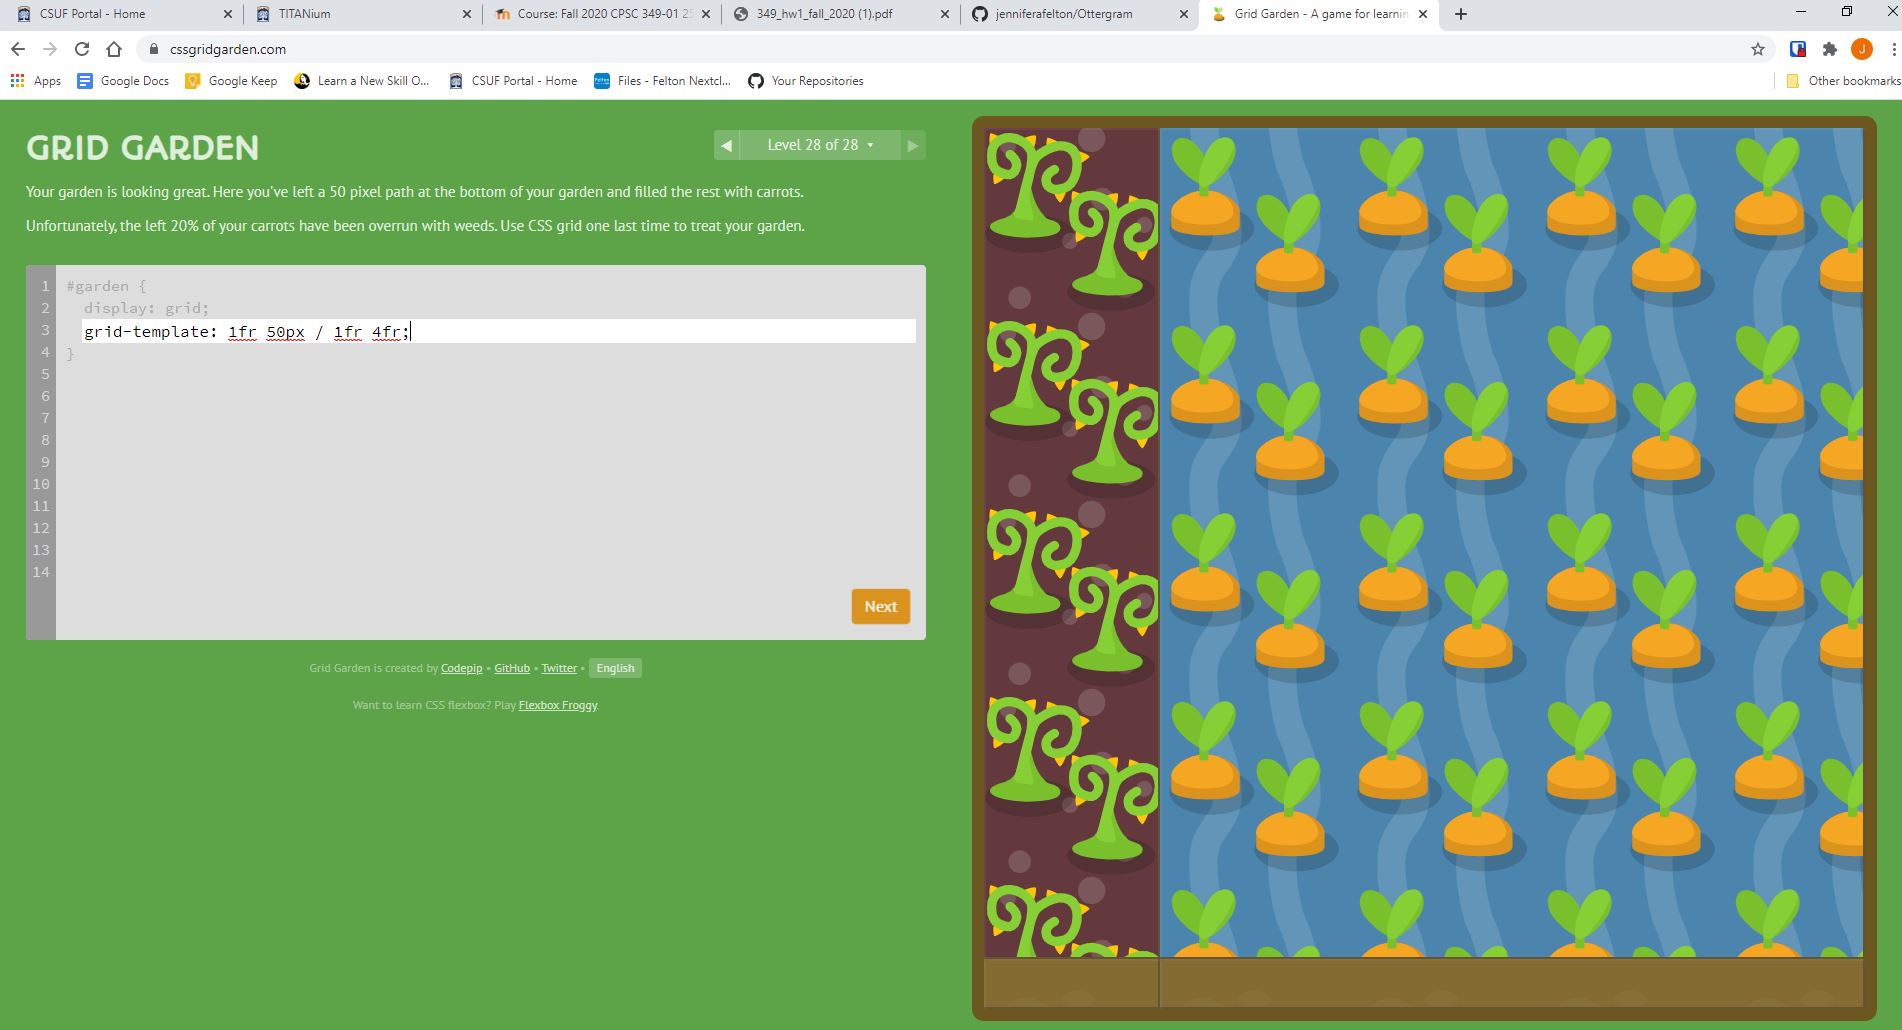 CSUF Portal - Home
TITANium
Course: Fall 2020 CPSC 349-01
349_hw1_fall_2020 (1).pdf
jenniferafelton/Ottergram
Grid Garden - A game for learnin
cssgridgarden.com
J
Apps
Google Docs
Google Keep
Learn a New Skill O...
CSUF Portal - Home
Files - Felton Nextcl...
Your Repositories
Other bookmarks
GRID GARDEN
Level 28 of 28
Your garden is looking great. Here you've left a 50 pixel path at the bottom of your garden and filled the rest with carrots.
Unfortunately, the left 20% of your carrots have been overrun with weeds. Use CSS grid one last time to treat your garden.
1 #garden {
2 display: grid;
3 grid-template: 1fr 50px / 1fr 4fr;
4 }
5
6
7
8
9
10
11
12
13
14
Next
Grid Garden is created by Codepip • GitHub • Twitter • English
Want to learn CSS flexbox? Play Flexbox Froggy.